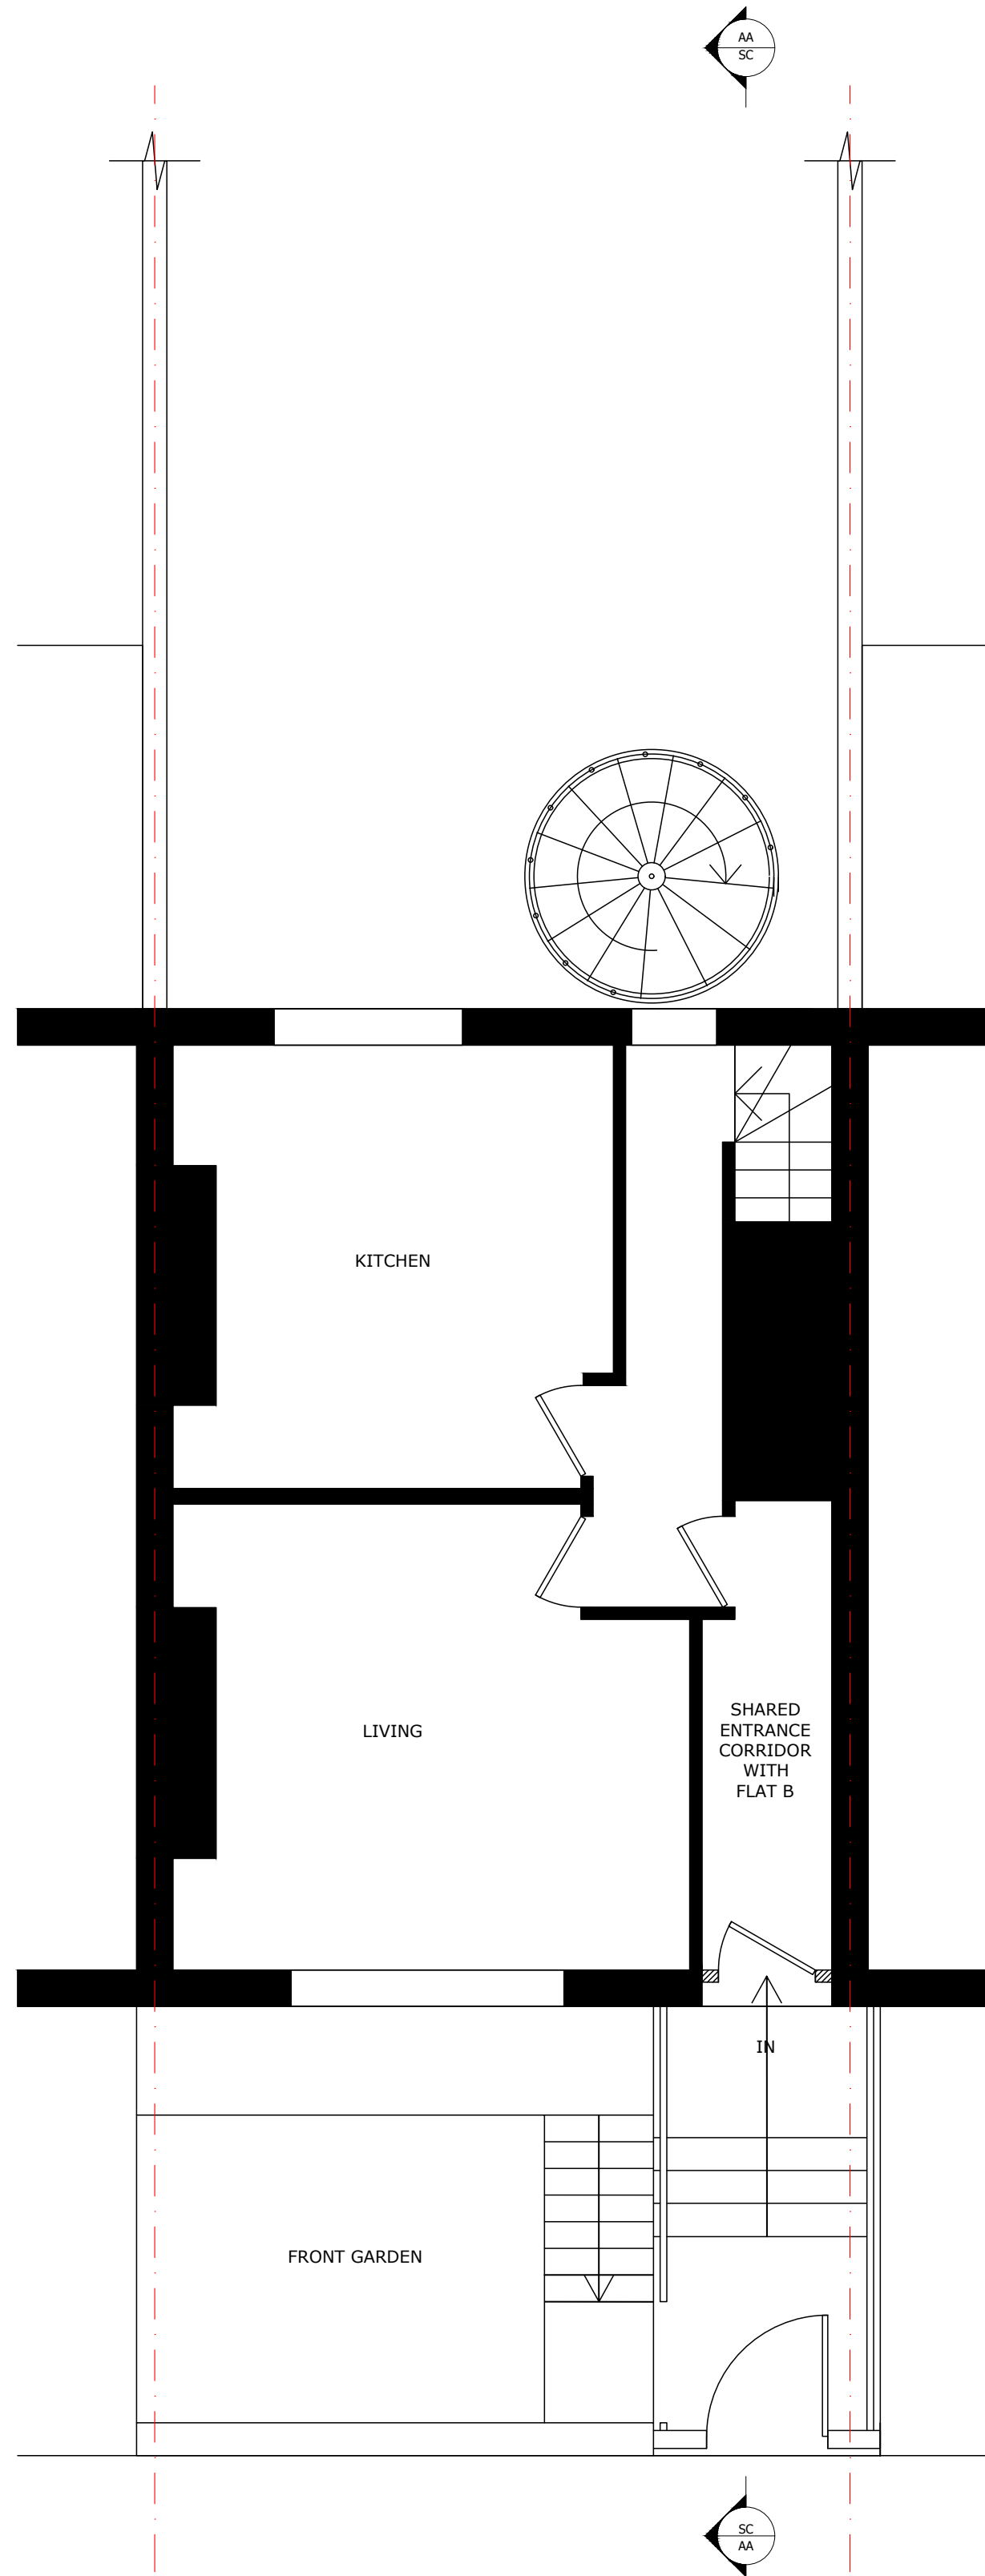 AA
SC
KITCHEN
LIVING
SHARED
ENTRANCE
CORRIDOR
WITH
FLAT B
IN
FRONT GARDEN
SC
AA